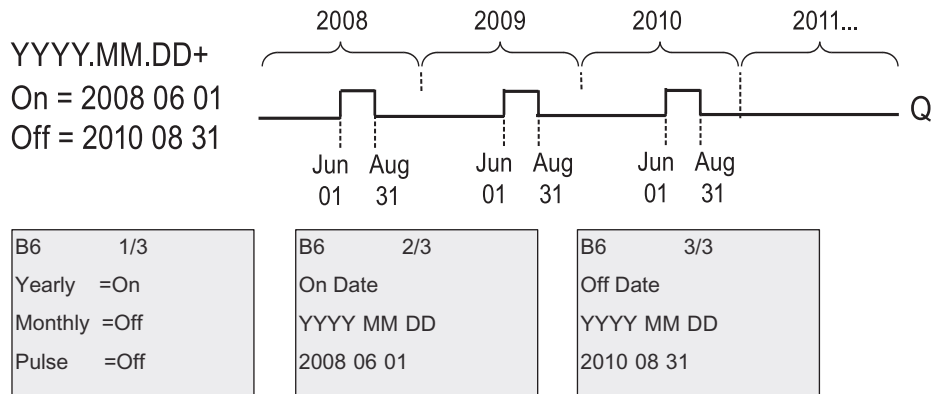 2008 2009 2010 2011...
YYYY.MM.DD+
On = 2008 06 01
Off = 2010 08 31
Q
Jun Aug Jun Aug Jun Aug
01 31 01 31 01 31
B6 1/3
Yearly =On
Monthly =Off
Pulse =Off
B6 2/3
On Date
YYYY MM DD
2008 06 01
B6 3/3
Off Date
YYYY MM DD
2010 08 31